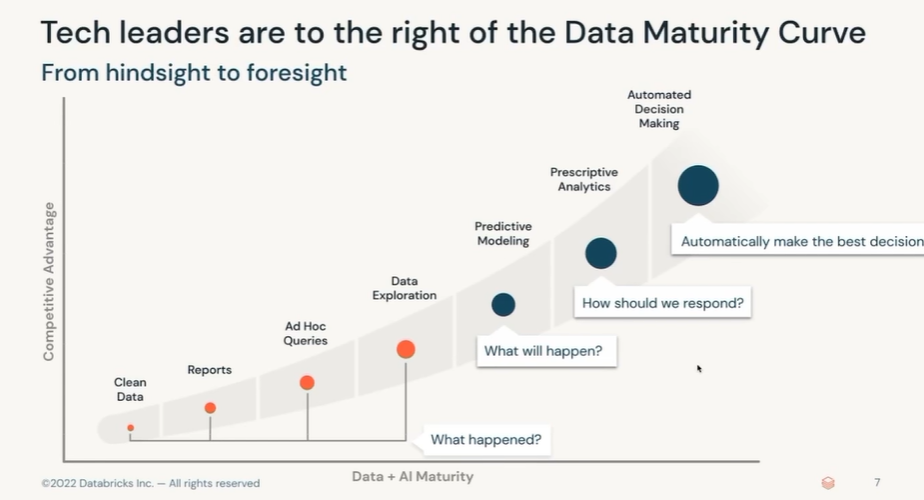 Tech leaders are to the right of the Data Maturity Curve
From hindsight to foresight
Automated
Decision
Making
Prescriptive
Analytics
Predictive
Modeling
Data
Exploration
Ad Hoc
Queries
Reports
Clean
Data
Competitive Advantage
Automatically make the best decision
How should we respond?
What will happen?
What happened?
Data + AI Maturity
©2022 Databricks Inc. — All rights reserved
7